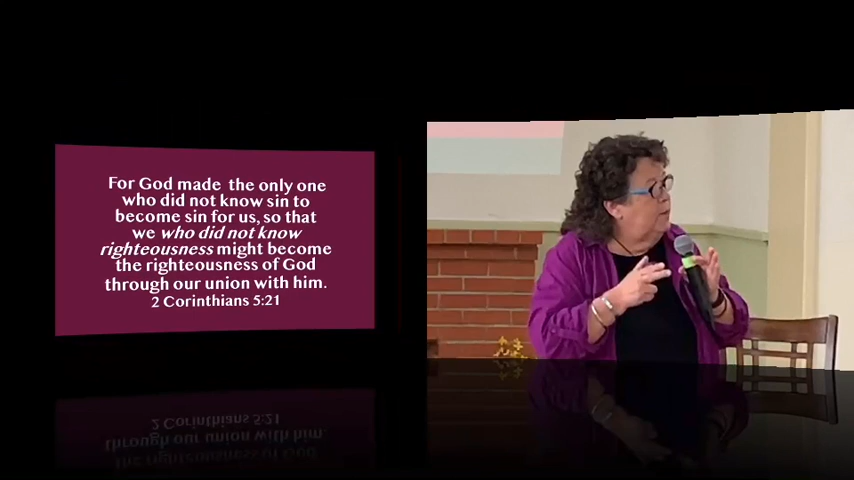 For God made the only one
who did not know sin to
become sin for us, so that
we who did not know
righteousness might become
the righteousness of God
through our union with him.
2 Corinthians 5:21